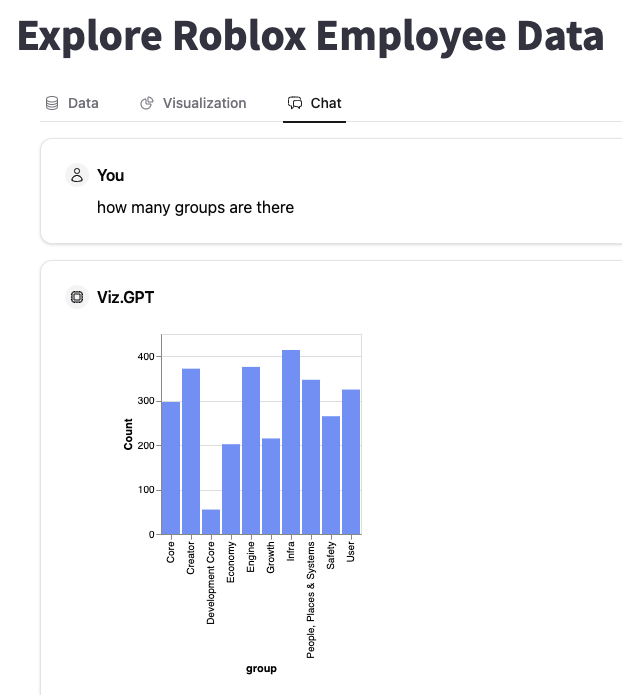 Explore Roblox Employee Data
Data Visualization Chat
You
how many groups are there
Viz.GPT
400
300
200
100
0
Count
Core
Creator
Development Core
Economy
Engine
Growth
Infra
People, Places & Systems
Safety
User
group